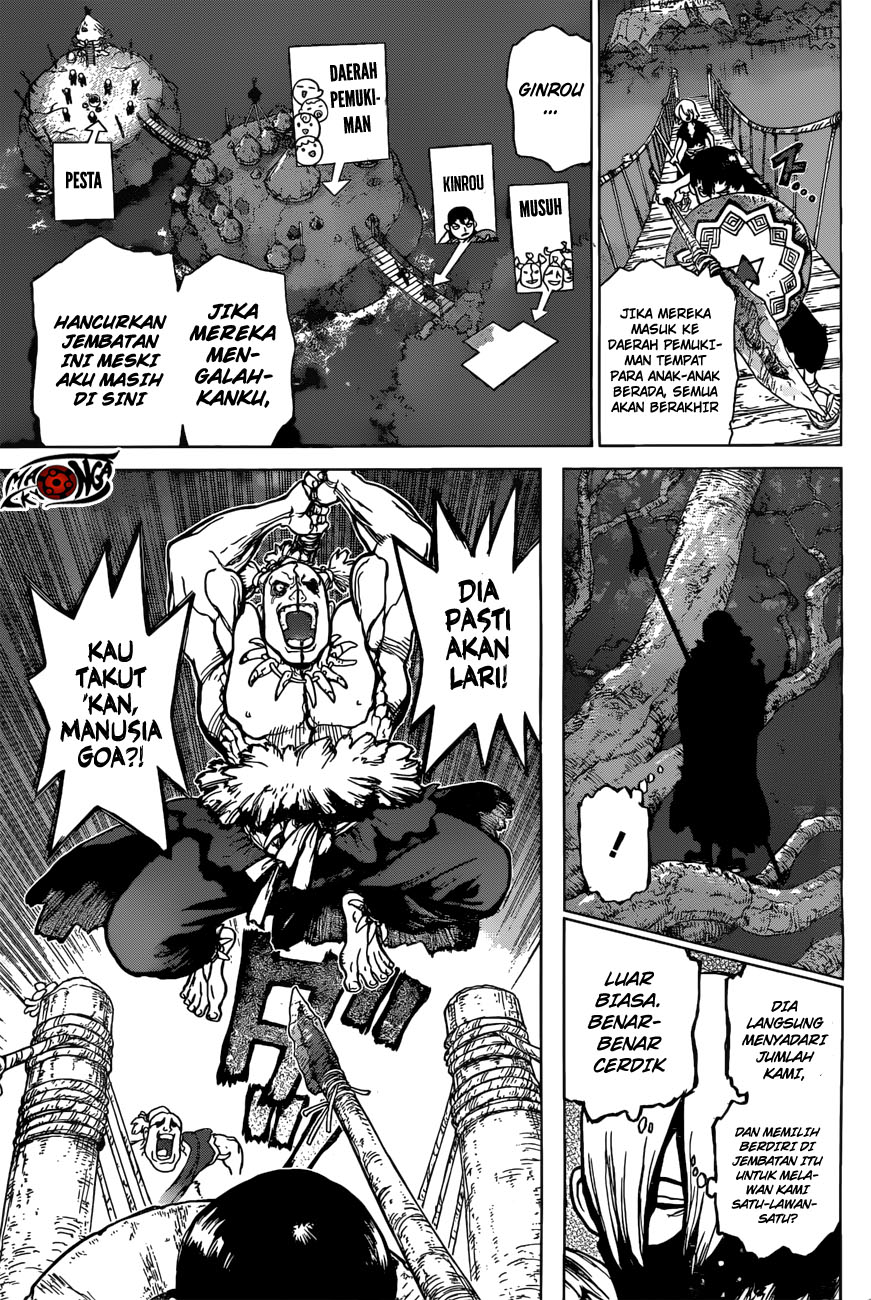 ズ...
JIKA MEREKA
MASUK KE
DAERAH PEMUKI-
MAN TEMPAT
PARA ANAK-ANAK
BERADA, SEMUA
AKAN BERAKHIR
GINROU
...
DAERAH
PEMUKI-
MAN
PESTA
KINROU
MUSUH
JIKA
MEREKA
MEN-
GALAH-
KANKU,
HANCURKAN
JEMBATAN
INI MESKI
AKU MASIH
DI SINI
MANGACK
!
DIA
LANGSUNG
MENYADARI
JUMLAH
KAMI,
DAN MEMILIH
BERDIRI DI
JEMBATAN ITU
UNTUK MELA-
WAN KAMI
SATU-LAWAN-
SATU?
LUAR
BIASA.
BENAR-
BENAR
CERDIK
DIA
PASTI
AKAN
LARI!
KAU
TAKUT
'KAN,
MANUSIA
GOA?!